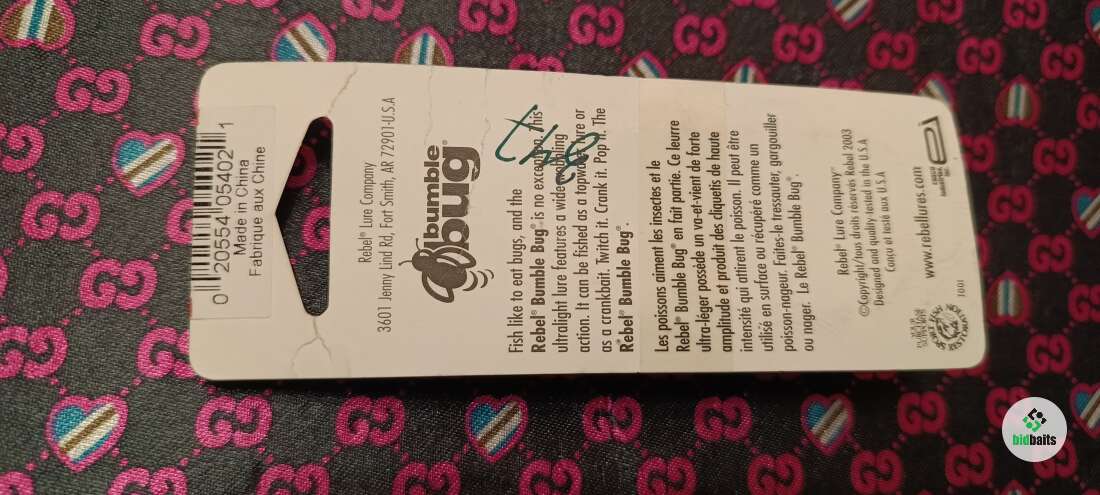 0 20554 05402 1
Made in China
Fabrique aux Chine
Rebel® Lure Company
3601 Jenny Lind Rd, Fort Smith, AR 72901-U.S.A
bumble
bug
the
Fish like to eat bugs, and the
Rebel® Bumble Bug® is no exception. This
ultralight lure features a wide wobbling
action. It can be fished as a topwater lure or
as a crankbait. Twitch it. Crank it. Pop it. The
Rebel® Bumble Bug®.
Les poissons aiment les insectes et le
Rebel® Bumble Bug® en fait partie. Ce leurre
ultra-léger possède un va-et-vient de forte
amplitude et produit des cliquetis de haute
intensité qui attirent le poisson. Il peut être
utilisé en surface ou récupéré comme un
poisson-nageur. Faites-le tressauter, gargouiller
ou nager. Le Rebel® Bumble Bug®.
Rebel® Lure Company®
©Copyright/tous droits réservés Rebel 2003
Designed and quality tested in the U.S.A
Conçu et testé aux U.S.A
www.rebellures.com
1001
bidbaits